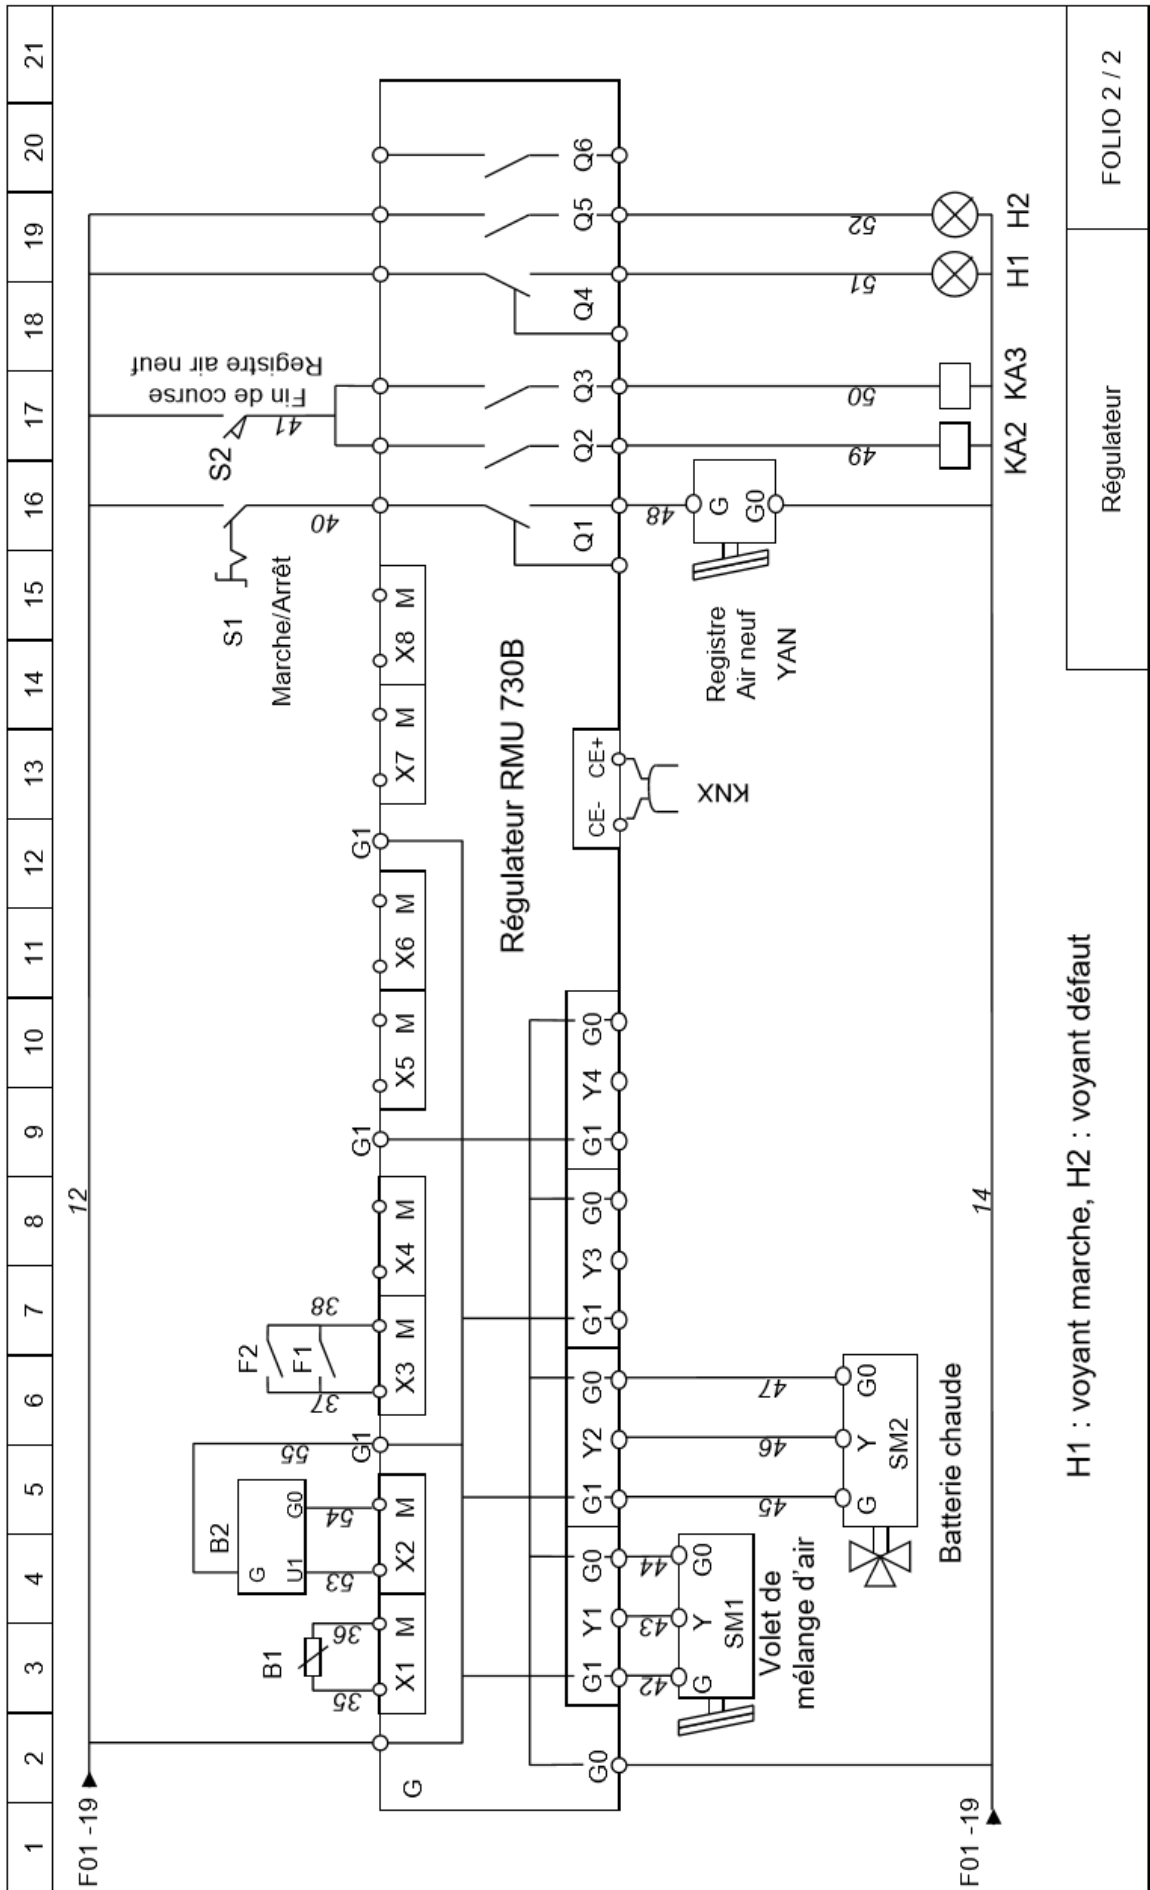 1 2 3 4 5 6 7 8 9 10 11 12 13 14 15 16 17 18 19 20 21
F01 -19
12
S1
Marche/Arrêt
40
S2
41
Fin de course
Registre air neuf
B1
35
36
B2
G
U1
G0
53
54
55
F2
F1
37
38
G
X1 M
X2 M
G1
X3 M
X4 M
G1
X5 M
X6 M
G1
X7 M
X8 M
Régulateur RMU 730B
G0
G1 Y1 G0
G1 Y2 G0
G1 Y3 G0
G1 Y4 G0
CE- CE+
KNX
Q1
Q2
Q3
Q4
Q5
Q6
42
43
44
G Y G0
SM1
Volet de
mélange d'air
45
46
47
G Y G0
SM2
Batterie chaude
48
G
G0
Registre
Air neuf
YAN
49
50
51
52
KA2
KA3
H1
H2
F01 -19
14
H1 : voyant marche, H2 : voyant défaut
Régulateur
FOLIO 2 / 2